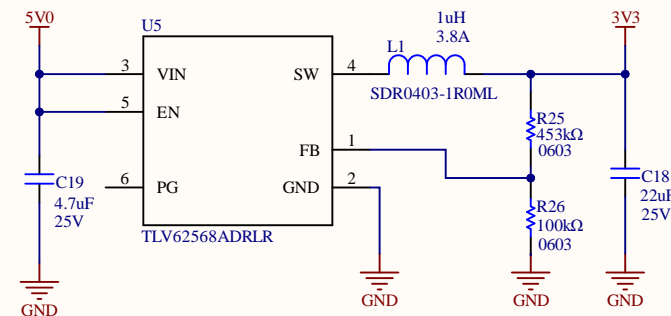 5V0
U5
3
VIN
5
EN
6
PG
SW
4
FB
1
GND
2
TLV62568ADRLR
L1
1uH
3.8A
SDR0403-1R0ML
3V3
R25
453kΩ
0603
R26
100kΩ
0603
C18
22uF
25V
C19
4.7uF
25V
GND
GND
GND
GND